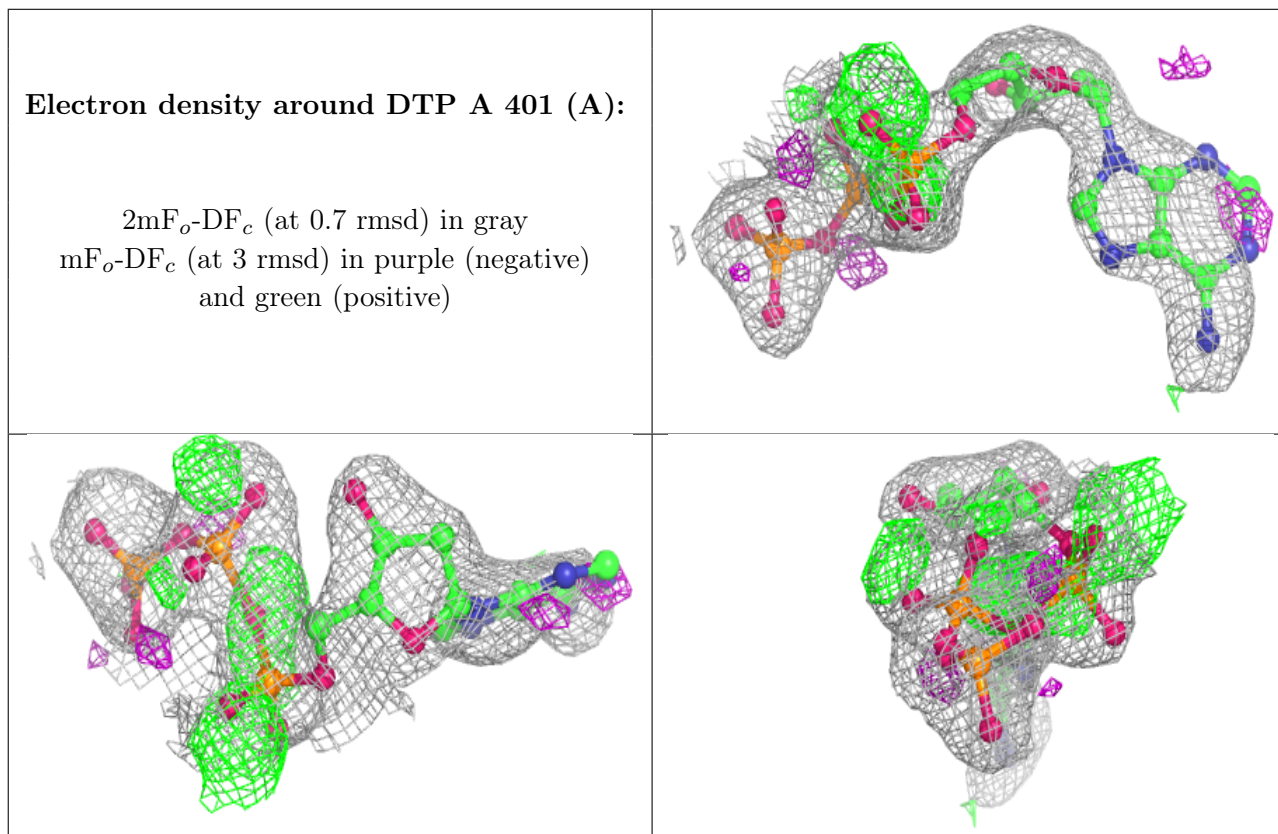 Electron density around DTP A 401 (A):
2mFₒ-DF𝒸 (at 0.7 rmsd) in gray
mFₒ-DF𝒸 (at 3 rmsd) in purple (negative)
and green (positive)